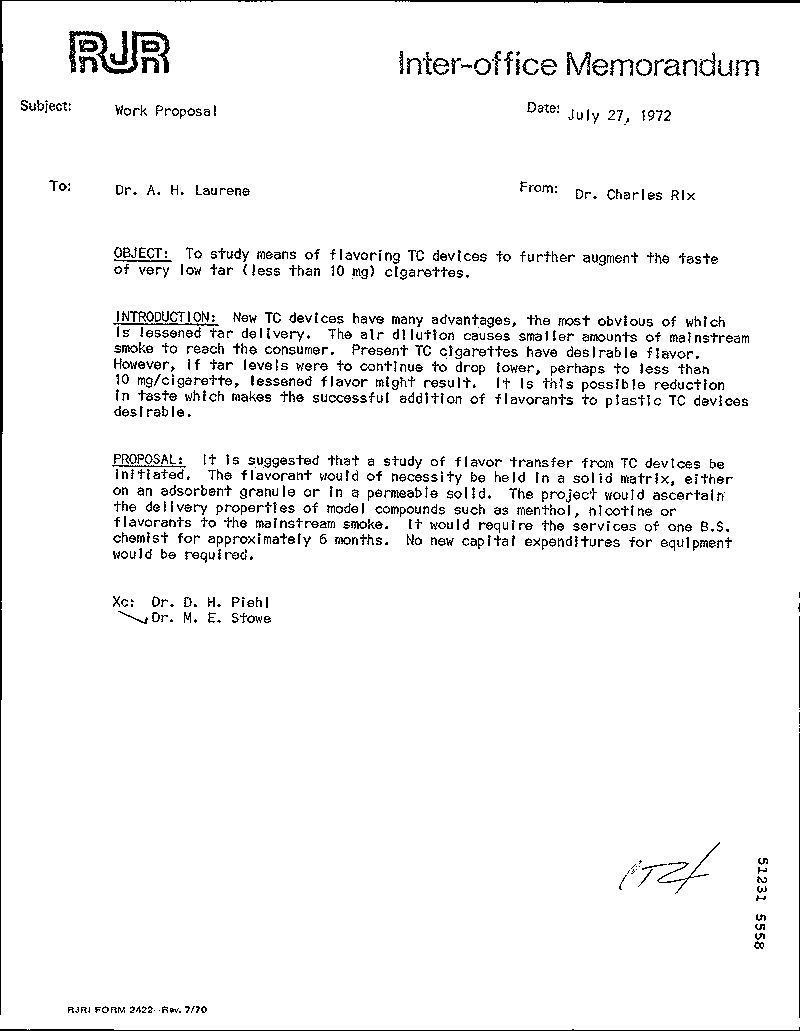 RJR
Inter-office Memorandum
Subject: Work Proposal
Date: July 27, 1972
To: Dr. A. H. Laurene
From: Dr. Charles Rix
OBJECT: To study means of flavoring TC devices to further augment the taste
of very low tar (less than 10 mg) cigarettes.
INTRODUCTION: New TC devices have many advantages, the most obvious of which
is lessened tar delivery. The air dilution causes smaller amounts of mainstream
smoke to reach the consumer. Present TC cigarettes have desirable flavor.
However, if tar levels were to continue to drop lower, perhaps to less than
10 mg/cigarette, lessened flavor might result. It is this possible reduction
in taste which makes the successful addition of flavorants to plastic TC devices
desirable.
PROPOSAL: It is suggested that a study of flavor transfer from TC devices be
initiated. The flavorant would of necessity be held in a solid matrix, either
on an adsorbent granule or in a permeable solid. The project would ascertain
the delivery properties of model compounds such as menthol, nicotine or
flavorants to the mainstream smoke. It would require the services of one B.S.
chemist for approximately 6 months. No new capital expenditures for equipment
would be required.
Xc: Dr. D. H. Piehl
Dr. M. E. Stowe
51231 5558
RJRI FORM 2422--Rev. 7/70